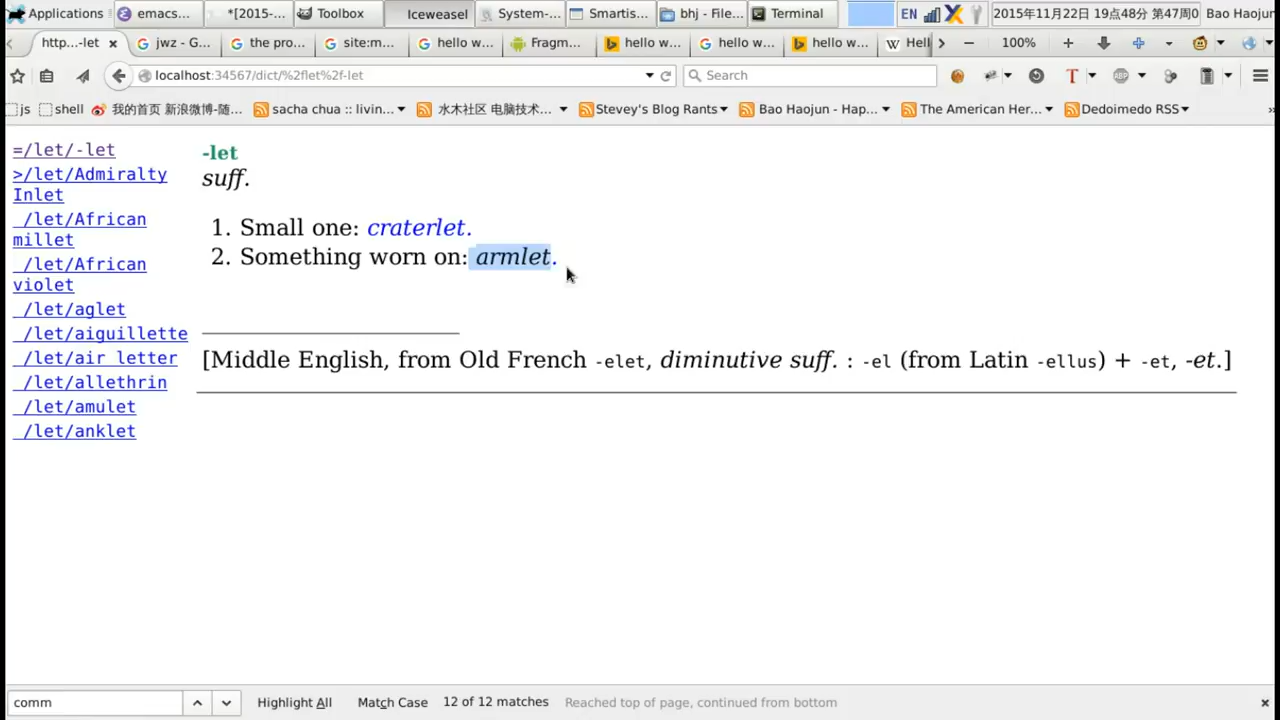 Applications
emacs...
*[2015-...
Toolbox
Iceweasel
System-...
Smartis...
bhj - File...
Terminal
EN
2015年11月22日 19点48分 第47周0
Bao Haojun
http...-let
jwz - G...
the pro...
site:m...
hello w...
Fragm...
hello w...
hello w...
hello w...
Hell
100%
localhost:34567/dict/%2flet%2f-let
Search
js
shell
我的首页 新浪微博-随...
sacha chua :: livin...
水木社区 电脑技术...
Stevey's Blog Rants
Bao Haojun - Hap...
The American Her...
Dedoimedo RSS
=/let/-let
>/let/Admiralty
Inlet
/let/African
millet
/let/African
violet
/let/aglet
/let/aiguillette
/let/air letter
/let/allethrin
/let/amulet
/let/anklet
-let
suff.
1. Small one: craterlet.
2. Something worn on: armlet.
[Middle English, from Old French -elet, diminutive suff. : -el (from Latin -ellus) + -et, -et.]
comm
Highlight All
Match Case
12 of 12 matches
Reached top of page, continued from bottom